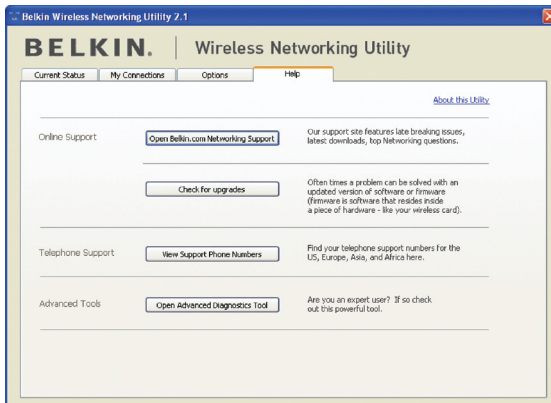 Belkin Wireless Networking Utility 2.1
BELKIN. | Wireless Networking Utility
Current Status My Connections Options Help
About this Utility
Online Support
Open Belkin.com Networking Support
Our support site features late breaking issues,
latest downloads, top Networking questions.
Check for upgrades
Often times a problem can be solved with an
updated version of software or firmware
(firmware is software that resides inside
a piece of hardware - like your wireless card).
Telephone Support
View Support Phone Numbers
Find your telephone support numbers for the
US, Europe, Asia, and Africa here.
Advanced Tools
Open Advanced Diagnostics Tool
Are you an expert user? If so check
out this powerful tool.